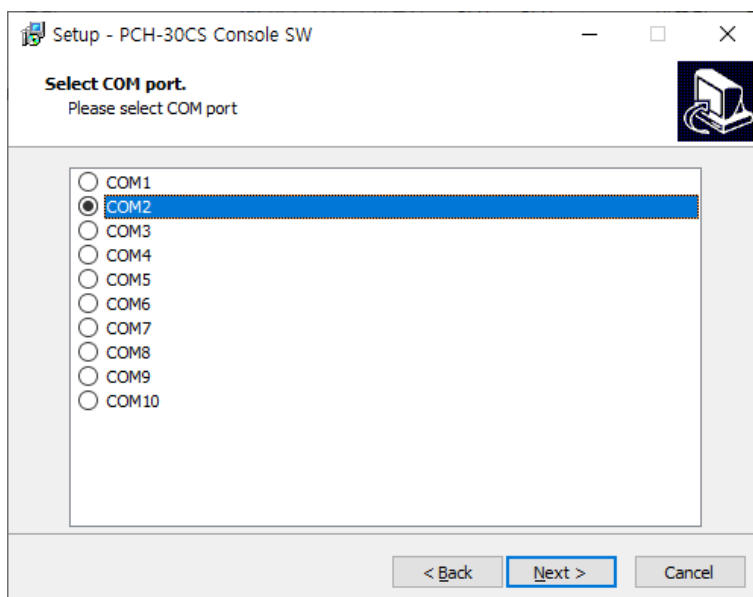 Setup - PCH-30CS Console SW
Select COM port.
Please select COM port
COM1
COM2
COM3
COM4
COM5
COM6
COM7
COM8
COM9
COM10
< Back
Next >
Cancel